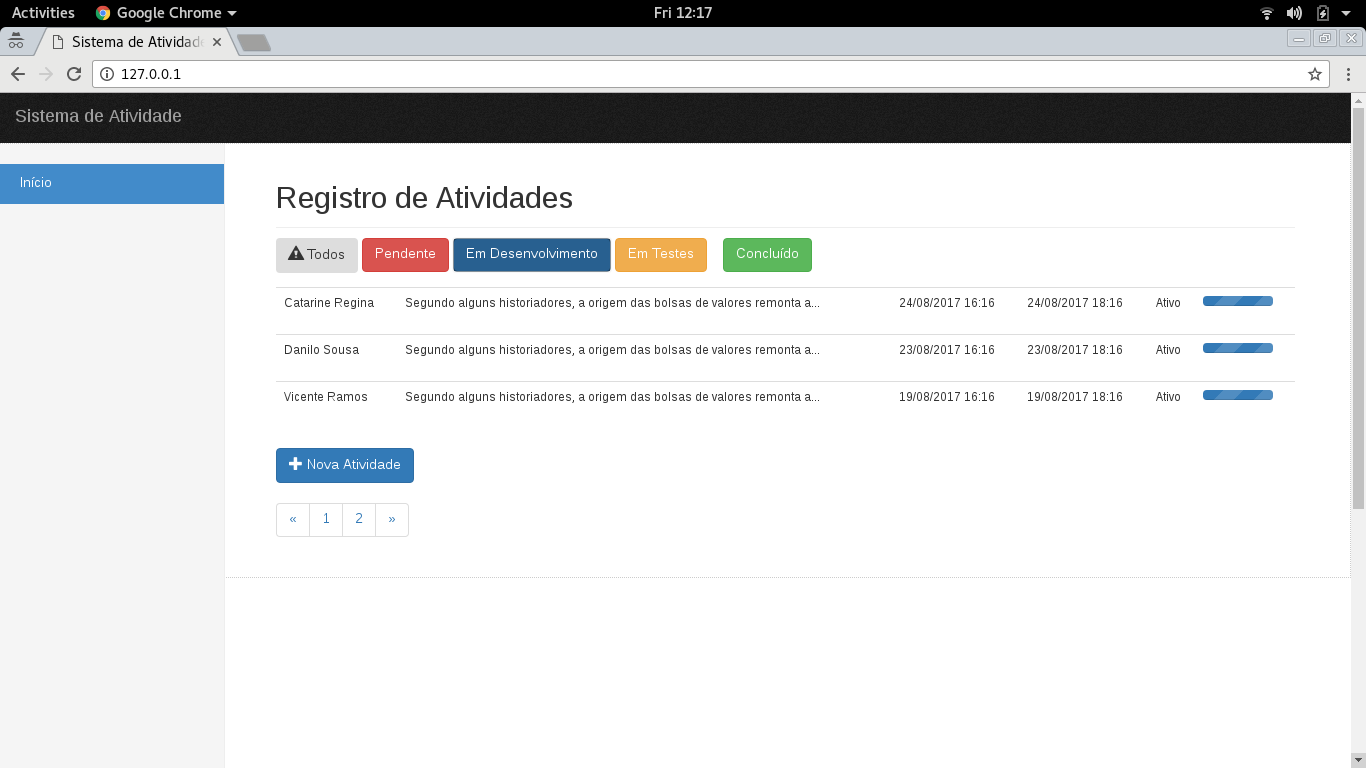 Activities Google Chrome Fri 12:17
Sistema de Atividad
127.0.0.1
Sistema de Atividade
Início
Registro de Atividades
Todos Pendente Em Desenvolvimento Em Testes Concluído
Catarine Regina Segundo alguns historiadores, a origem das bolsas de valores remonta a... 24/08/2017 16:16 24/08/2017 18:16 Ativo
Danilo Sousa Segundo alguns historiadores, a origem das bolsas de valores remonta a... 23/08/2017 16:16 23/08/2017 18:16 Ativo
Vicente Ramos Segundo alguns historiadores, a origem das bolsas de valores remonta a... 19/08/2017 16:16 19/08/2017 18:16 Ativo
Nova Atividade
« 1 2 »